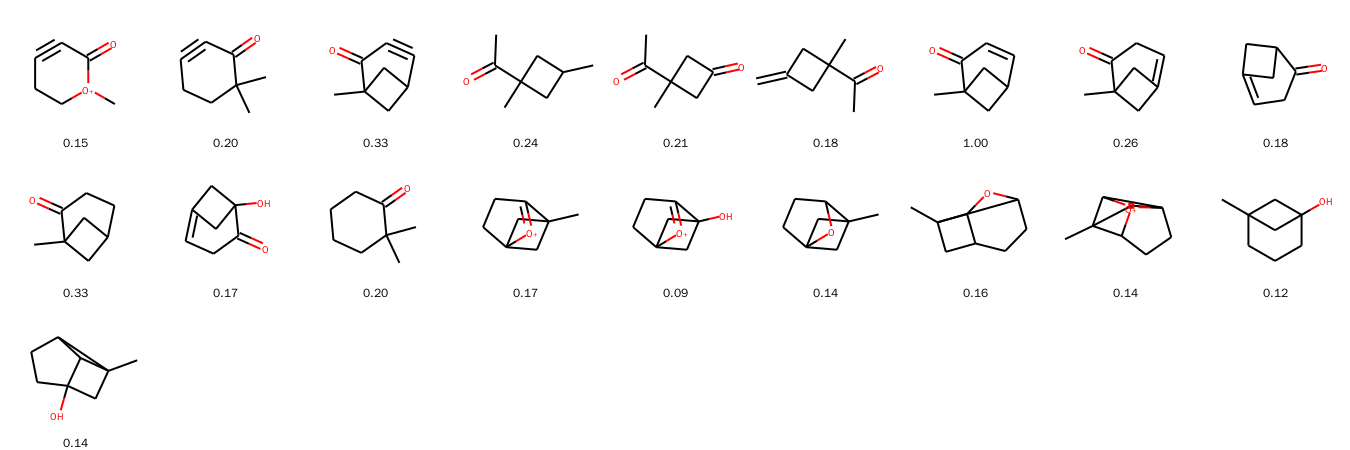 O O+ O O O O O O O
0.15 0.20 0.33 0.24 0.21 0.18 1.00 0.26 0.18
O OH O O O+ OH O+ O O O+ OH
0.33 0.17 0.20 0.17 0.09 0.14 0.16 0.14 0.12
OH
0.14